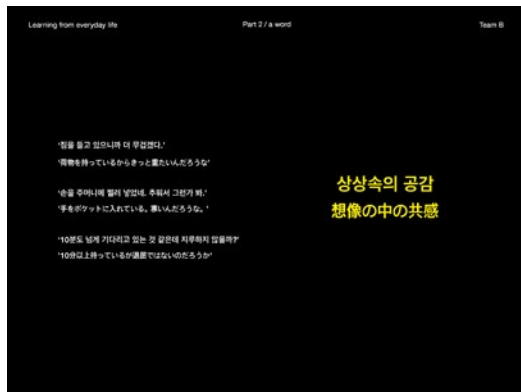 Learning from everyday life
Part 2 / a word
Team B
'짐을 들고 있으니까 더 무겁겠다.'
'荷物を持っているからきっと重たいんだろうな'
'손을 주머니에 찔러 넣었네. 추워서 그런가 봐.'
'手をポケットに入れている。寒いんだろうな。'
'10분도 넘게 기다리고 있는 것 같은데 지루하지 않을까?'
'10分以上待っているが退屈ではないのだろうか'
상상속의 공감
想像の中の共感